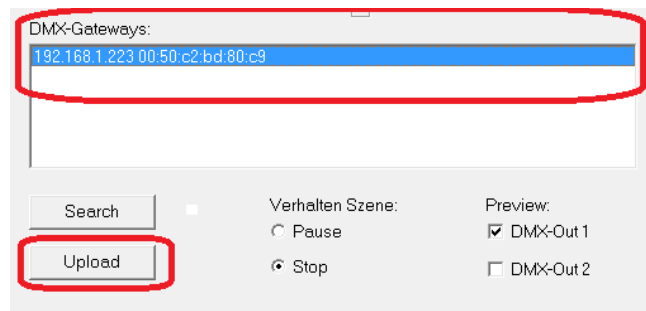 DMX-Gateways:
192.168.1.223 00:50:c2:bd:80:c9
Search
Verhalten Szene:
Preview:
Pause
DMX-Out 1
Upload
Stop
DMX-Out 2